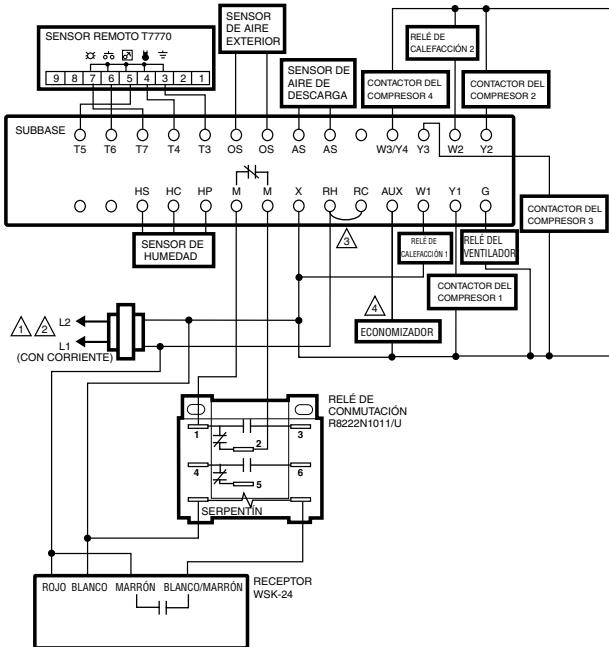 SENSOR REMOTO T7770
9 8 7 6 5 4 3 2 1
SENSOR
DE AIRE
EXTERIOR
SENSOR DE
AIRE DE
DESCARGA
RELÉ DE
CALEFACCIÓN 2
CONTACTOR DEL
COMPRESOR 4
CONTACTOR DEL
COMPRESOR 2
SUBBASE
T5 T6 T7 T4 T3 OS OS AS AS W3/Y4 Y3 W2 Y2
HS HC HP M M X RH RC AUX W1 Y1 G
SENSOR DE
HUMEDAD
3
RELÉ DE
CALEFACCIÓN 1
RELÉ DEL
VENTILADOR
CONTACTOR DEL
COMPRESOR 3
CONTACTOR DEL
COMPRESOR 1
4
ECONOMIZADOR
1 2 L2
L1
(CON CORRIENTE)
RELÉ DE
CONMUTACIÓN
R8222N1011/U
1 2 3
4 5 6
SERPENTÍN
ROJO BLANCO MARRÓN BLANCO/MARRÓN
RECEPTOR
WSK-24